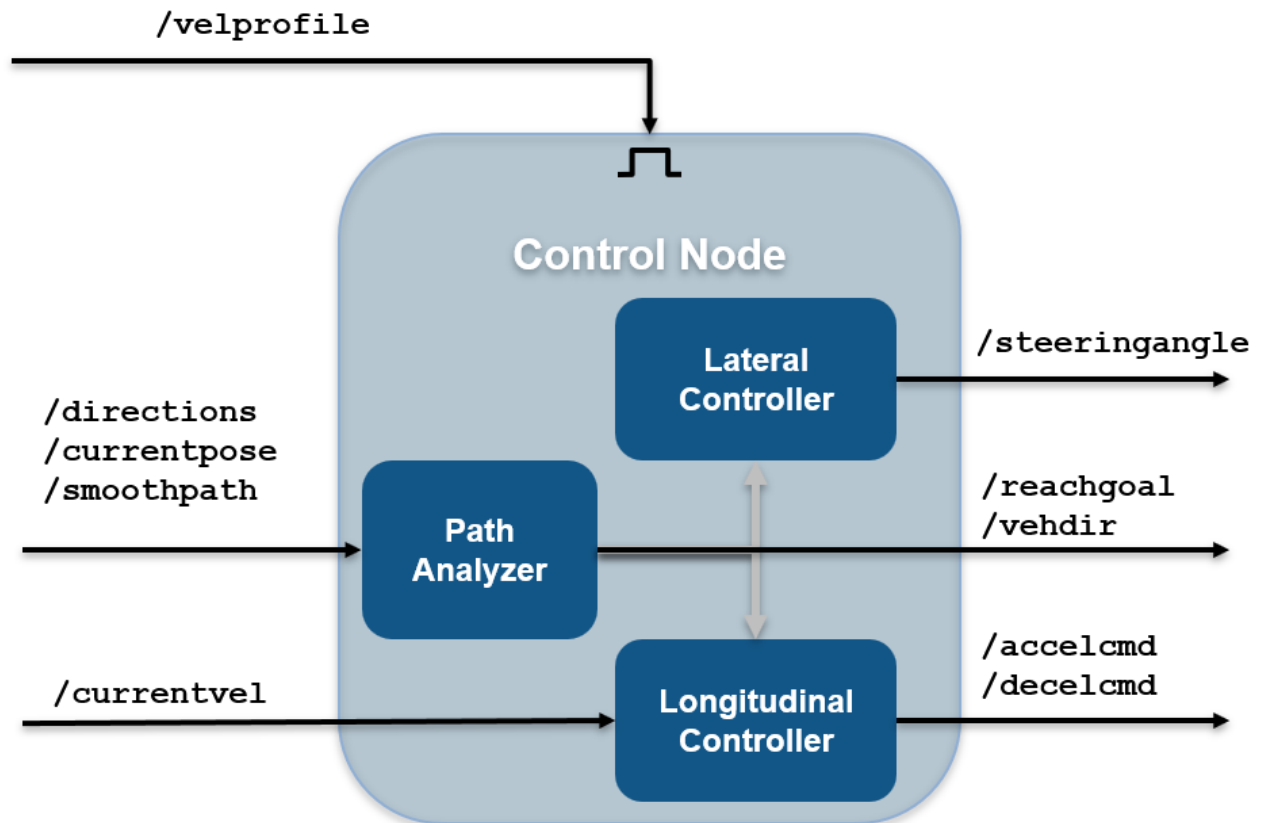 /velprofile
Control Node
Lateral
Controller
/steeringangle
/directions
/currentpose
/smoothpath
Path
Analyzer
/reachgoal
/vehdir
/currentvel
Longitudinal
Controller
/accelcmd
/decelcmd